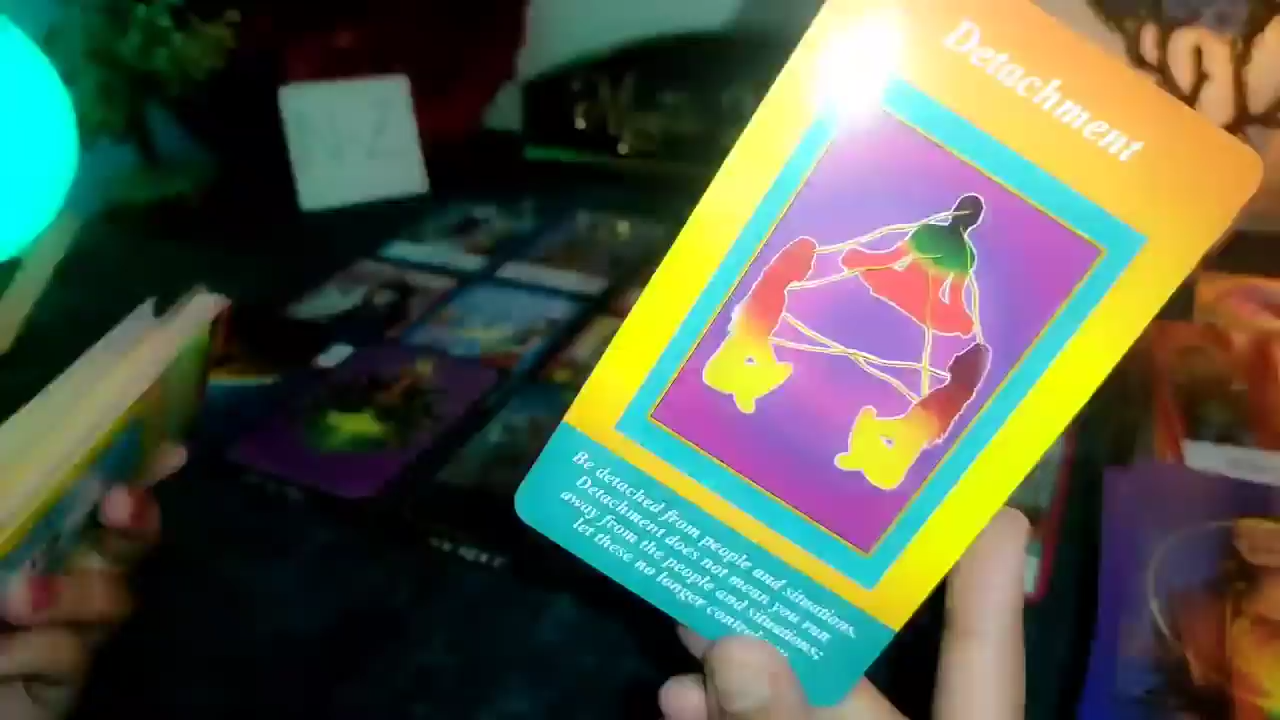 Detachment
Be detached from people and situations.
Detachment does not mean you run
away from the people and situations;
let these no longer control